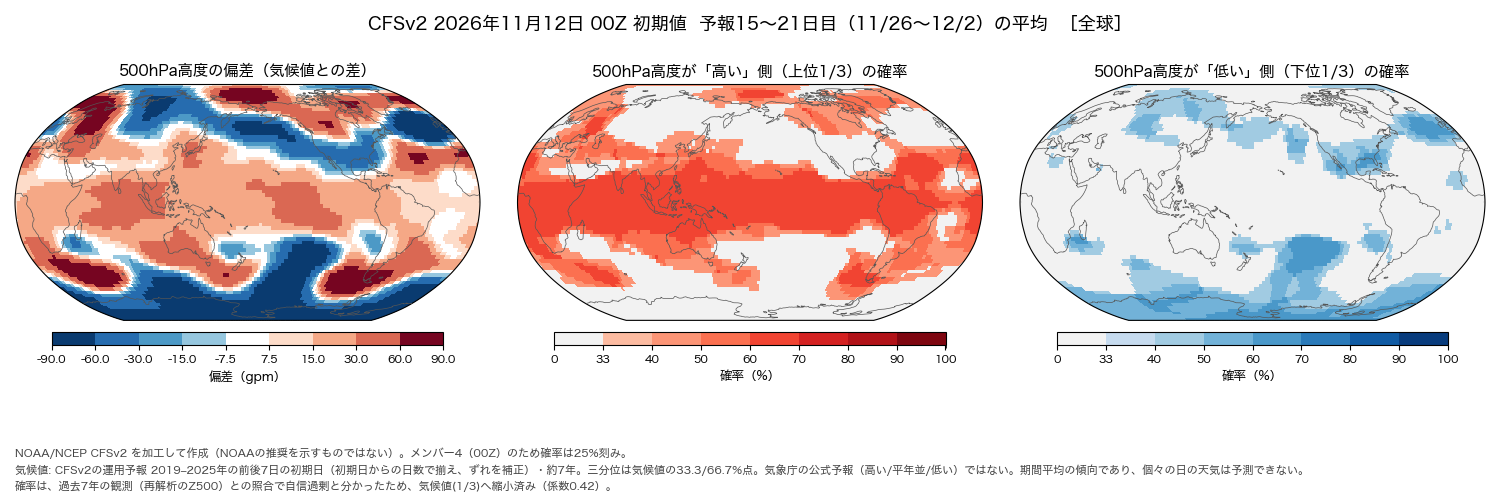 CFSv2 2026年11月12日 00Z 初期値 予報15～21日目（11/26～12/2）の平均 ［全球］
500hPa高度の偏差（気候値との差）
500hPa高度が「高い」側（上位1/3）の確率
500hPa高度が「低い」側（下位1/3）の確率
-90.0 -60.0 -30.0 -15.0 -7.5 7.5 15.0 30.0 60.0 90.0
偏差（gpm）
0 33 40 50 60 70 80 90 100
確率（%）
0 33 40 50 60 70 80 90 100
確率（%）
NOAA/NCEP CFSv2 を加工して作成（NOAAの推奨を示すものではない）。メンバー4（00Z）のため確率は25%刻み。
気候値: CFSv2の運用予報 2019–2025年の前後7日の初期日（初期日からの日数で揃え、ずれを補正）・約7年。三分位は気候値の33.3/66.7%点。気象庁の公式予報（高い/平年並/低い）ではない。期間平均の傾向であり、個々の日の天気は予測できない。
確率は、過去7年の観測（再解析のZ500）との照合で自信過剰と分かったため、気候値(1/3)へ縮小済み（係数0.42）。